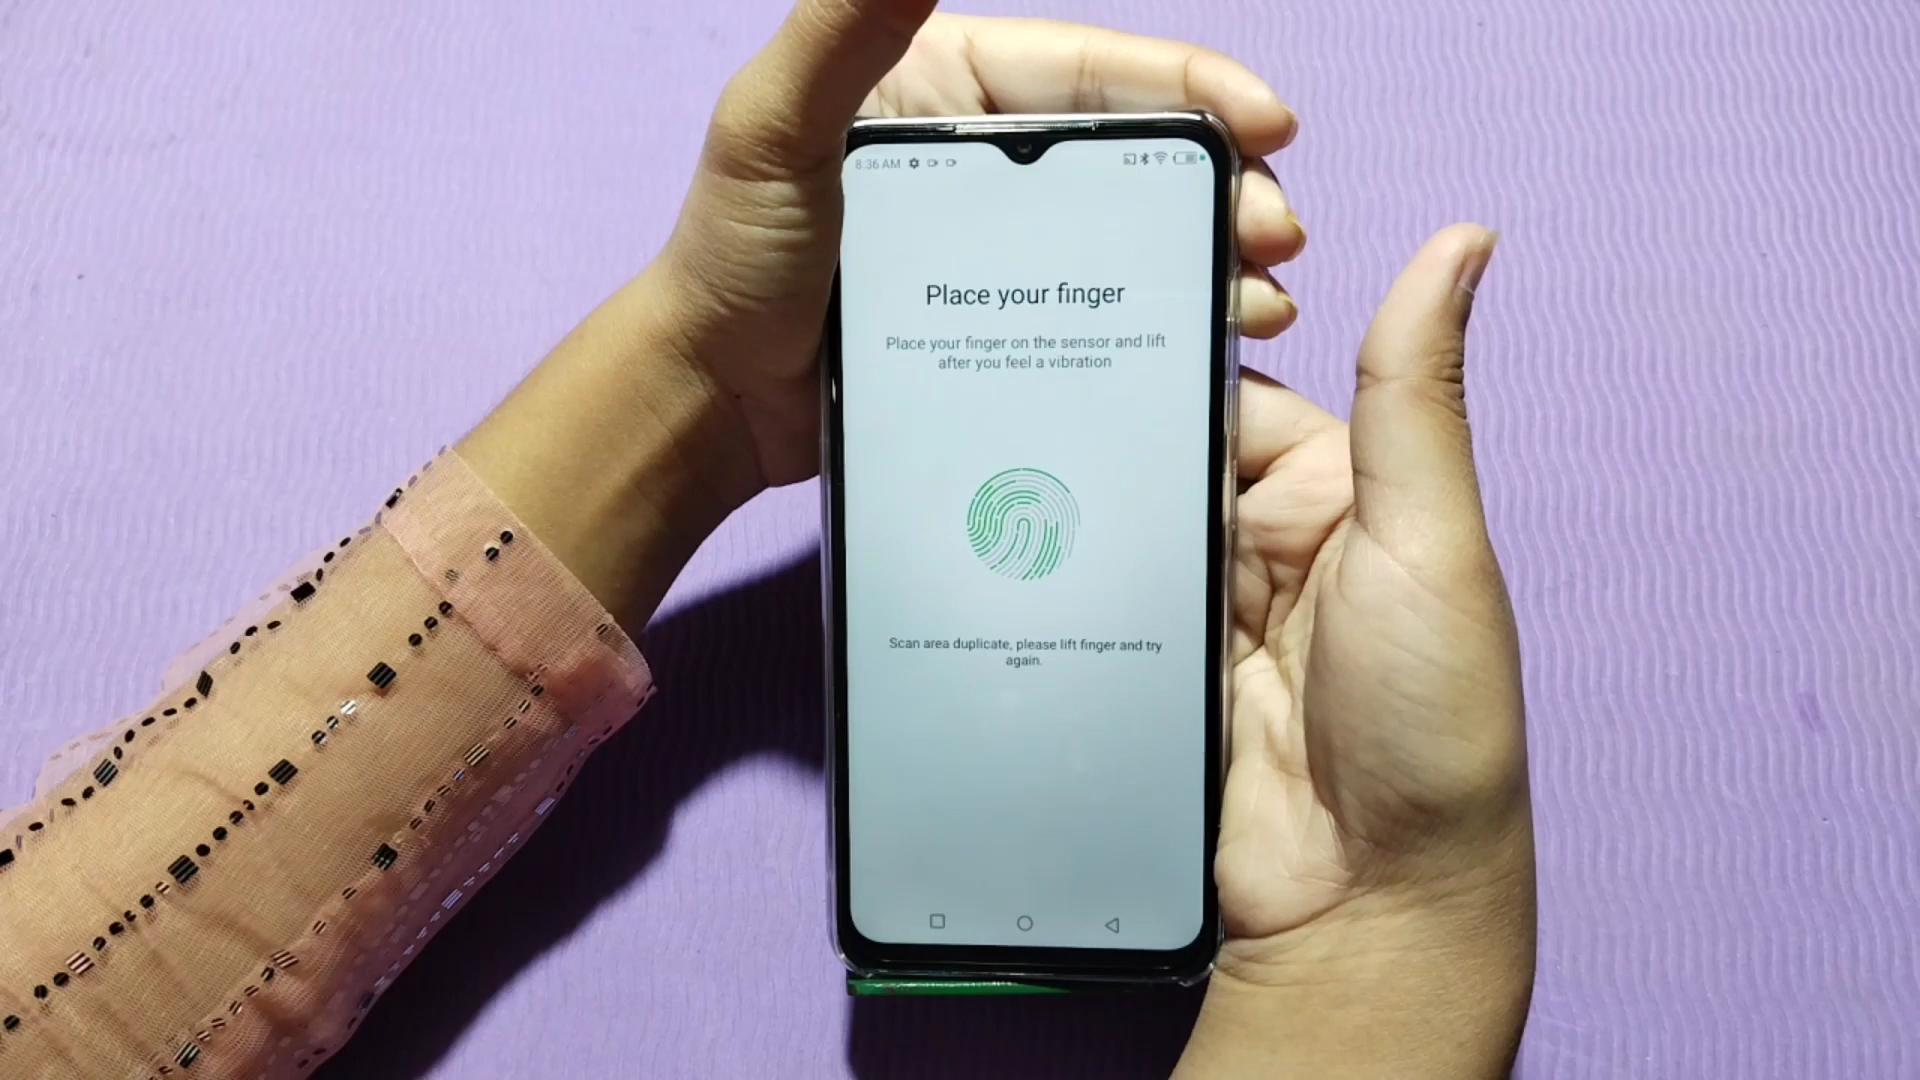 8:36 AM
Place your finger
Place your finger on the sensor and lift
after you feel a vibration
Scan area duplicate, please lift finger and try
again.